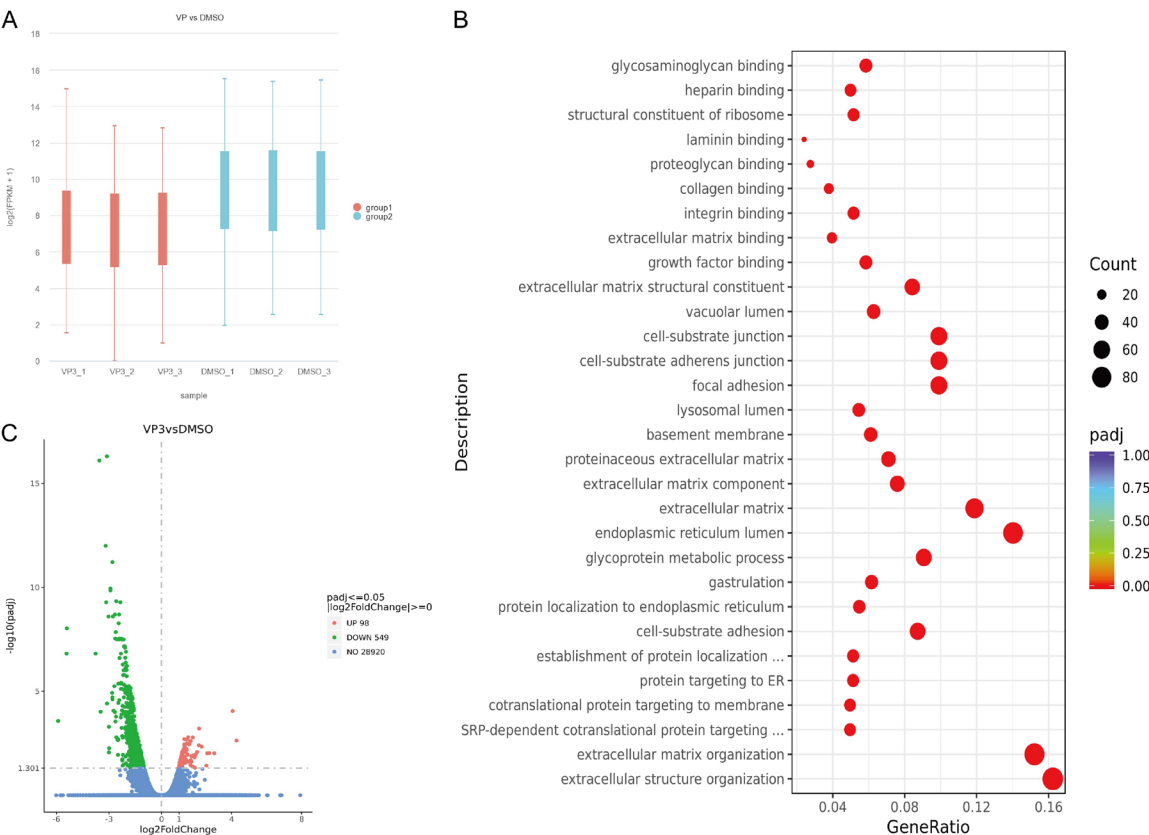 A
VP vs DMSO
18
16
14
12
10
8
6
4
2
0
log2(FPKM + 1)
VP3_1
VP3_2
VP3_3
DMSO_1
DMSO_2
DMSO_3
sample
group1
group2
B
glycosaminoglycan binding
heparin binding
structural constituent of ribosome
laminin binding
proteoglycan binding
collagen binding
integrin binding
extracellular matrix binding
growth factor binding
extracellular matrix structural constituent
vacuolar lumen
cell-substrate junction
cell-substrate adherens junction
focal adhesion
lysosomal lumen
basement membrane
proteinaceous extracellular matrix
extracellular matrix component
extracellular matrix
endoplasmic reticulum lumen
glycoprotein metabolic process
gastrulation
protein localization to endoplasmic reticulum
cell-substrate adhesion
establishment of protein localization ...
protein targeting to ER
cotranslational protein targeting to membrane
SRP-dependent cotranslational protein targeting ...
extracellular matrix organization
extracellular structure organization
Description
0.04
0.08
0.12
0.16
GeneRatio
Count
20
40
60
80
padj
1.00
0.75
0.50
0.25
0.00
C
VP3vsDMSO
15
10
5
1.301
-log10(padj)
-6
-3
0
1
4
8
log2FoldChange
padj<=0.05
|log2FoldChange|>=0
UP 98
DOWN 549
NO 28920